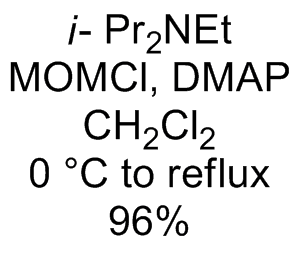 i- Pr₂NEt
MOMCl, DMAP
CH₂Cl₂
0 °C to reflux
96%